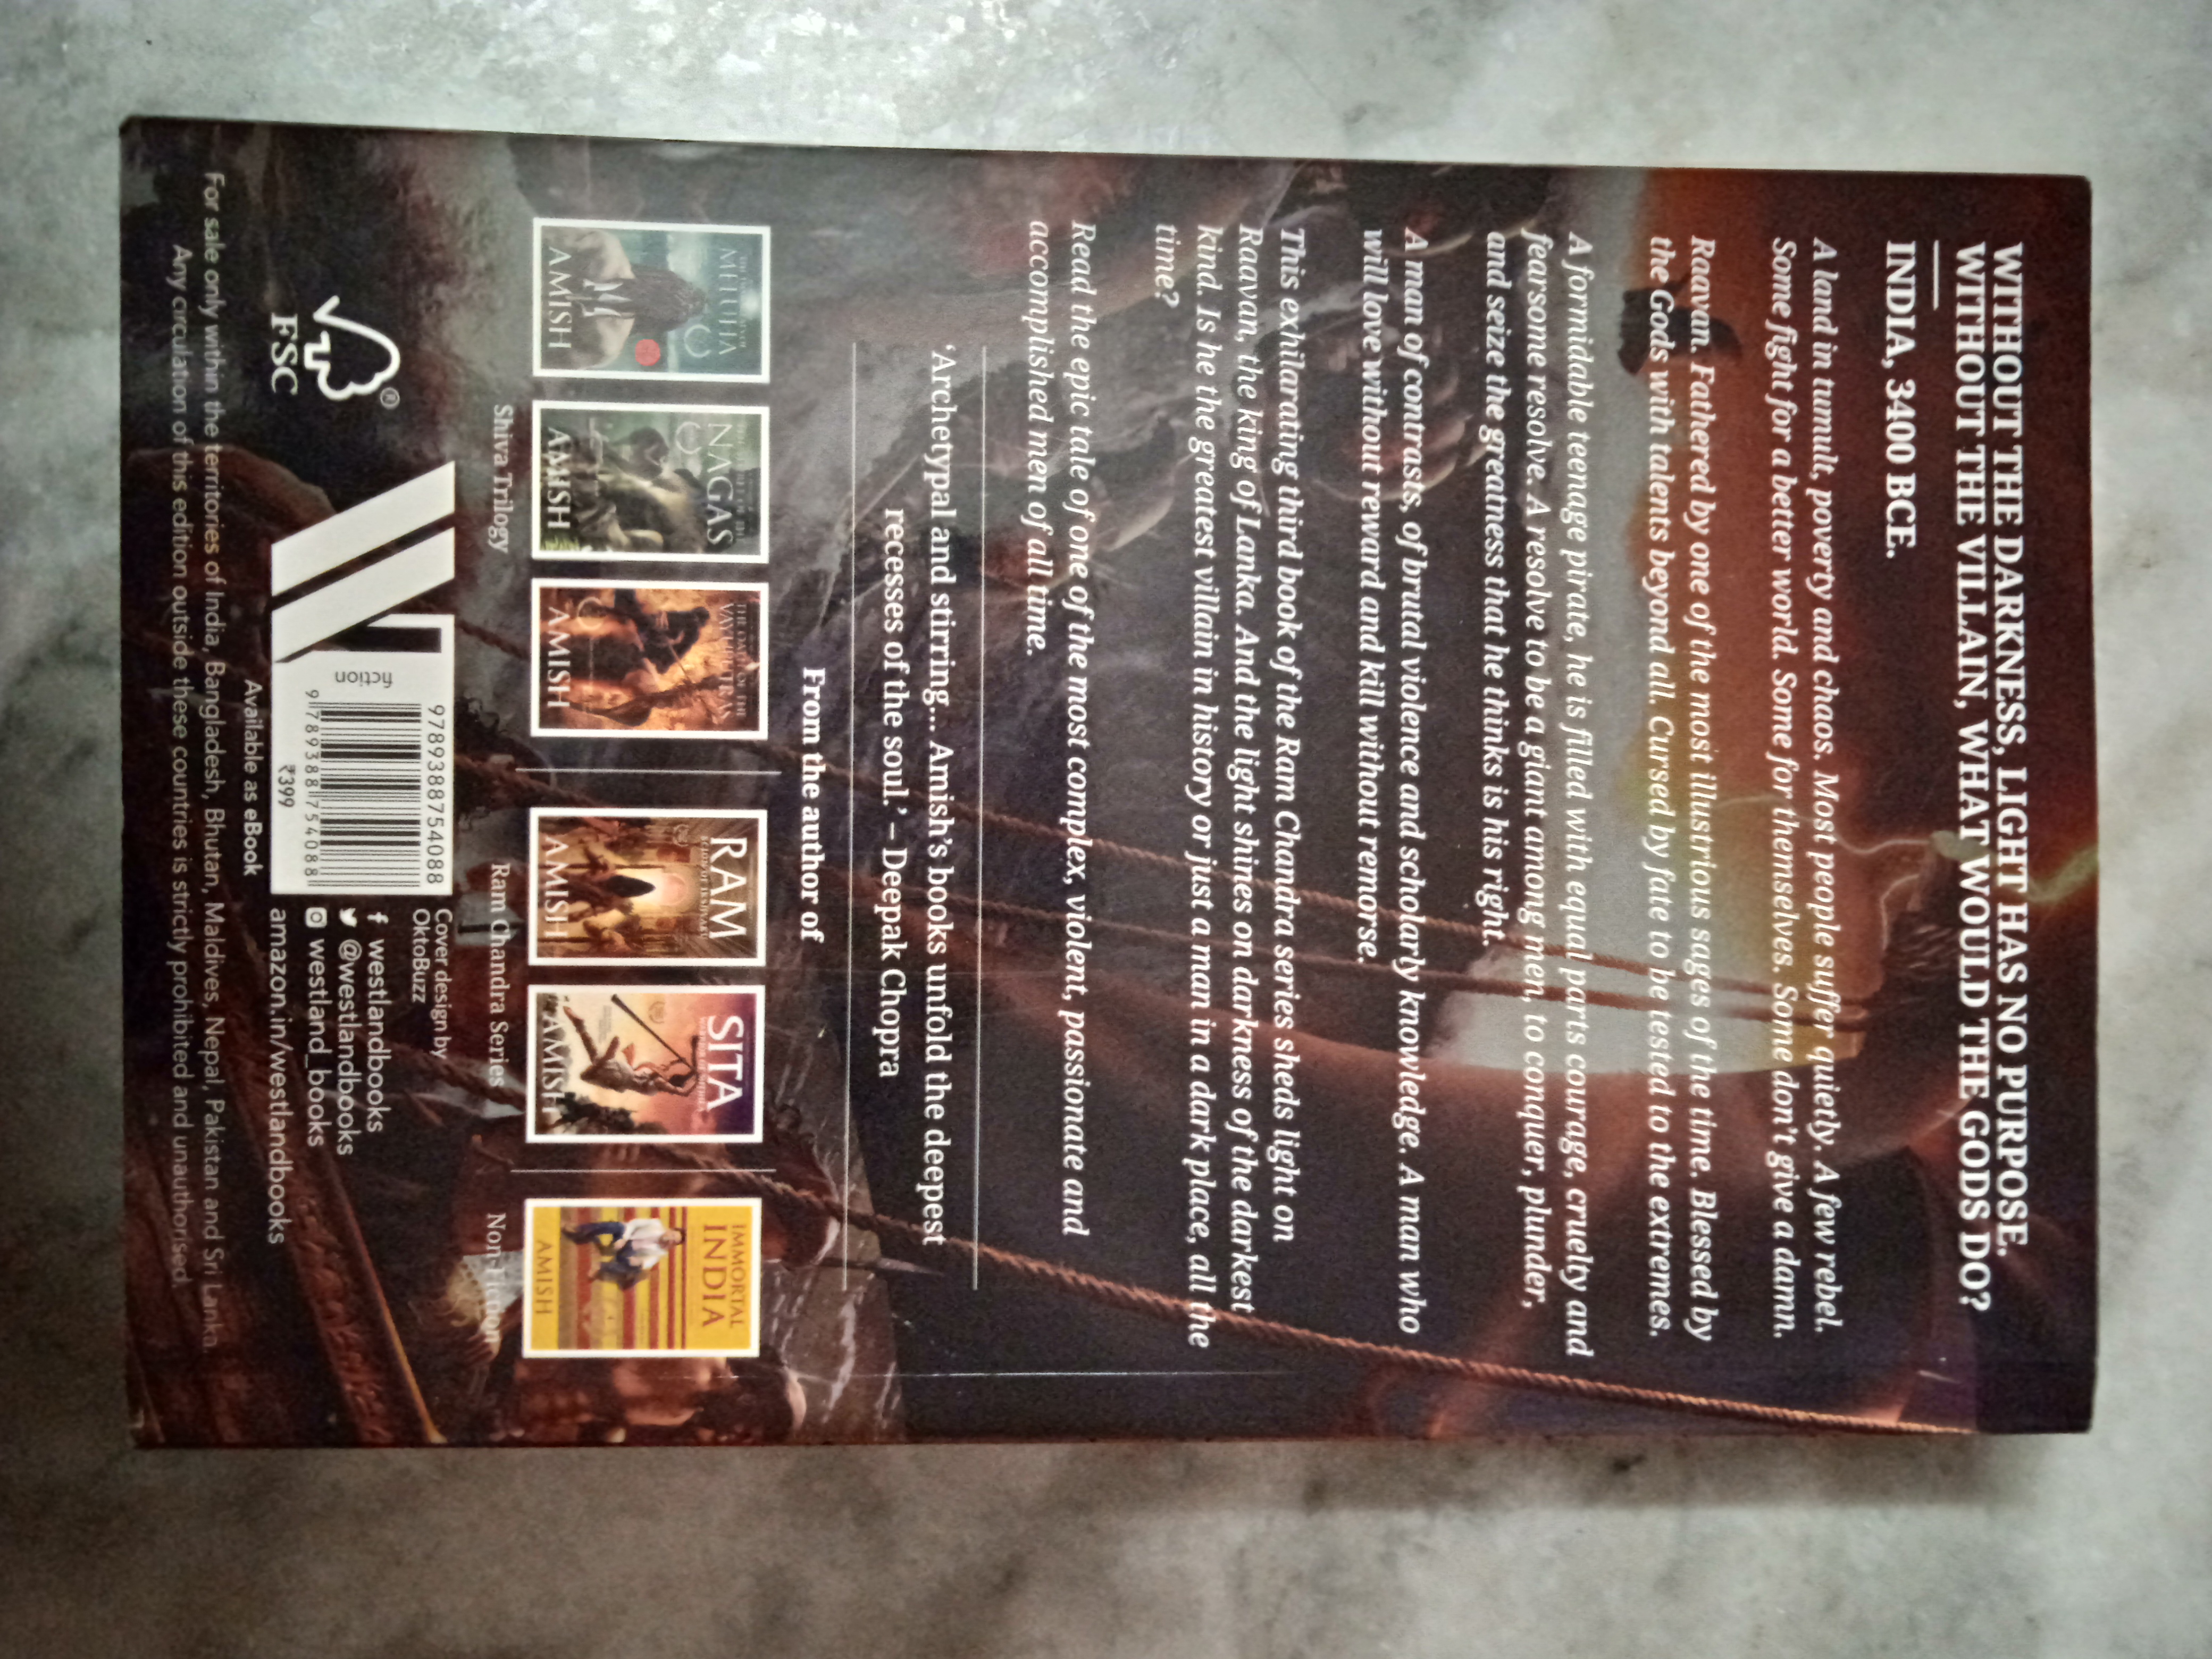 WITHOUT THE DARKNESS, LIGHT HAS NO PURPOSE.
WITHOUT THE VILLAIN, WHAT WOULD THE GODS DO?
INDIA, 3400 BCE.
A land in tumult, poverty and chaos. Most people suffer quietly. A few rebel.
Some fight for a better world. Some for themselves. Some don't give a damn.
Raavan. Fathered by one of the most illustrious sages of the time. Blessed by
the Gods with talents beyond all. Cursed by fate to be tested to the extremes.
A formidable teenage pirate, he is filled with equal parts courage, cruelty and
fearsome resolve. A resolve to be a giant among men, to conquer, plunder,
and seize the greatness that he thinks is his right.
A man of contrasts, of brutal violence and scholarly knowledge. A man who
will love without reward and kill without remorse.
This exhilarating third book of the Ram Chandra series sheds light on
Raavan, the king of Lanka. And the light shines on darkness of the darkest
kind. Is he the greatest villain in history or just a man in a dark place, all the
time?
Read the epic tale of one of the most complex, violent, passionate and
accomplished men of all time.
'Archetypal and stirring... Amish's books unfold the deepest
recesses of the soul.' – Deepak Chopra
From the author of
MELUHA
AMISH
NAGAS
AMISH
THE OATH OF THE
VAYUPUTRAS
AMISH
RAM
SCION OF IKSHVAKU
AMISH
SITA
AMISH
IMMORTAL
INDIA
AMISH
Shiva Trilogy
Ram Chandra Series
Non-Fiction
FSC
®
fiction
9789388754088
9 789388 754088
₹399
Available as eBook
Cover design by
OktoBuzz
westlandbooks
@westlandbooks
westland_books
amazon.in/westlandbooks
For sale only within the territories of India, Bangladesh, Bhutan, Maldives, Nepal, Pakistan and Sri Lanka.
Any circulation of this edition outside these countries is strictly prohibited and unauthorised.